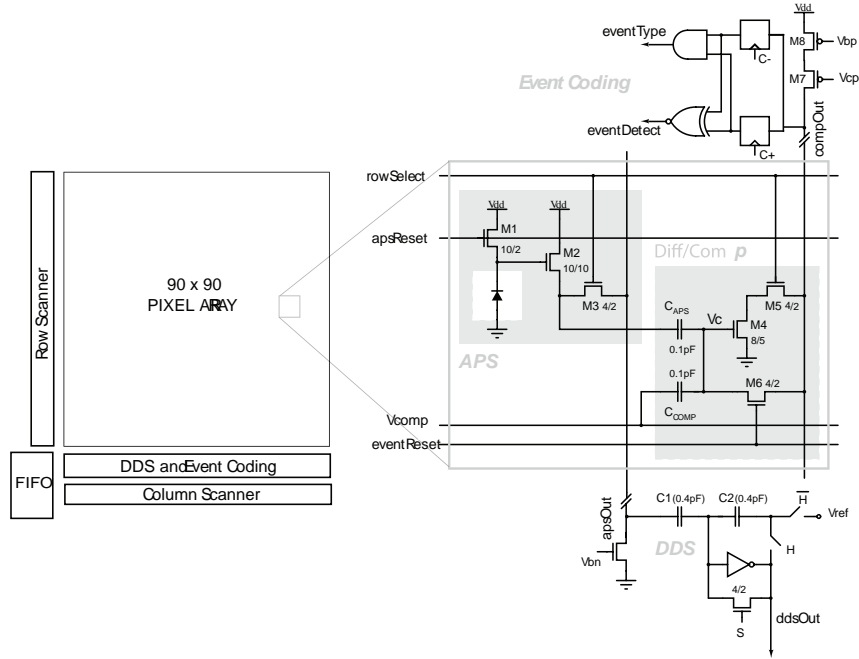 Vdd
eventType
M8
Vbp
C-
M7
Vcp
Event Coding
eventDetect
C+
compOut
rowSelect
Vdd
Vdd
M1
apsReset
10/2
M2
10/10
Diff/Com p
90 x 90
PIXEL ARRAY
Row Scanner
M3 4/2
M5 4/2
CAPS
Vc
M4
8/5
0.1pF
APS
0.1pF
M6 4/2
CCOMP
Vcomp
eventReset
DDS and Event Coding
FIFO
Column Scanner
C1(0.4pF)
C2(0.4pF)
H
Vref
apsOut
DDS
H
Vbn
4/2
ddsOut
S